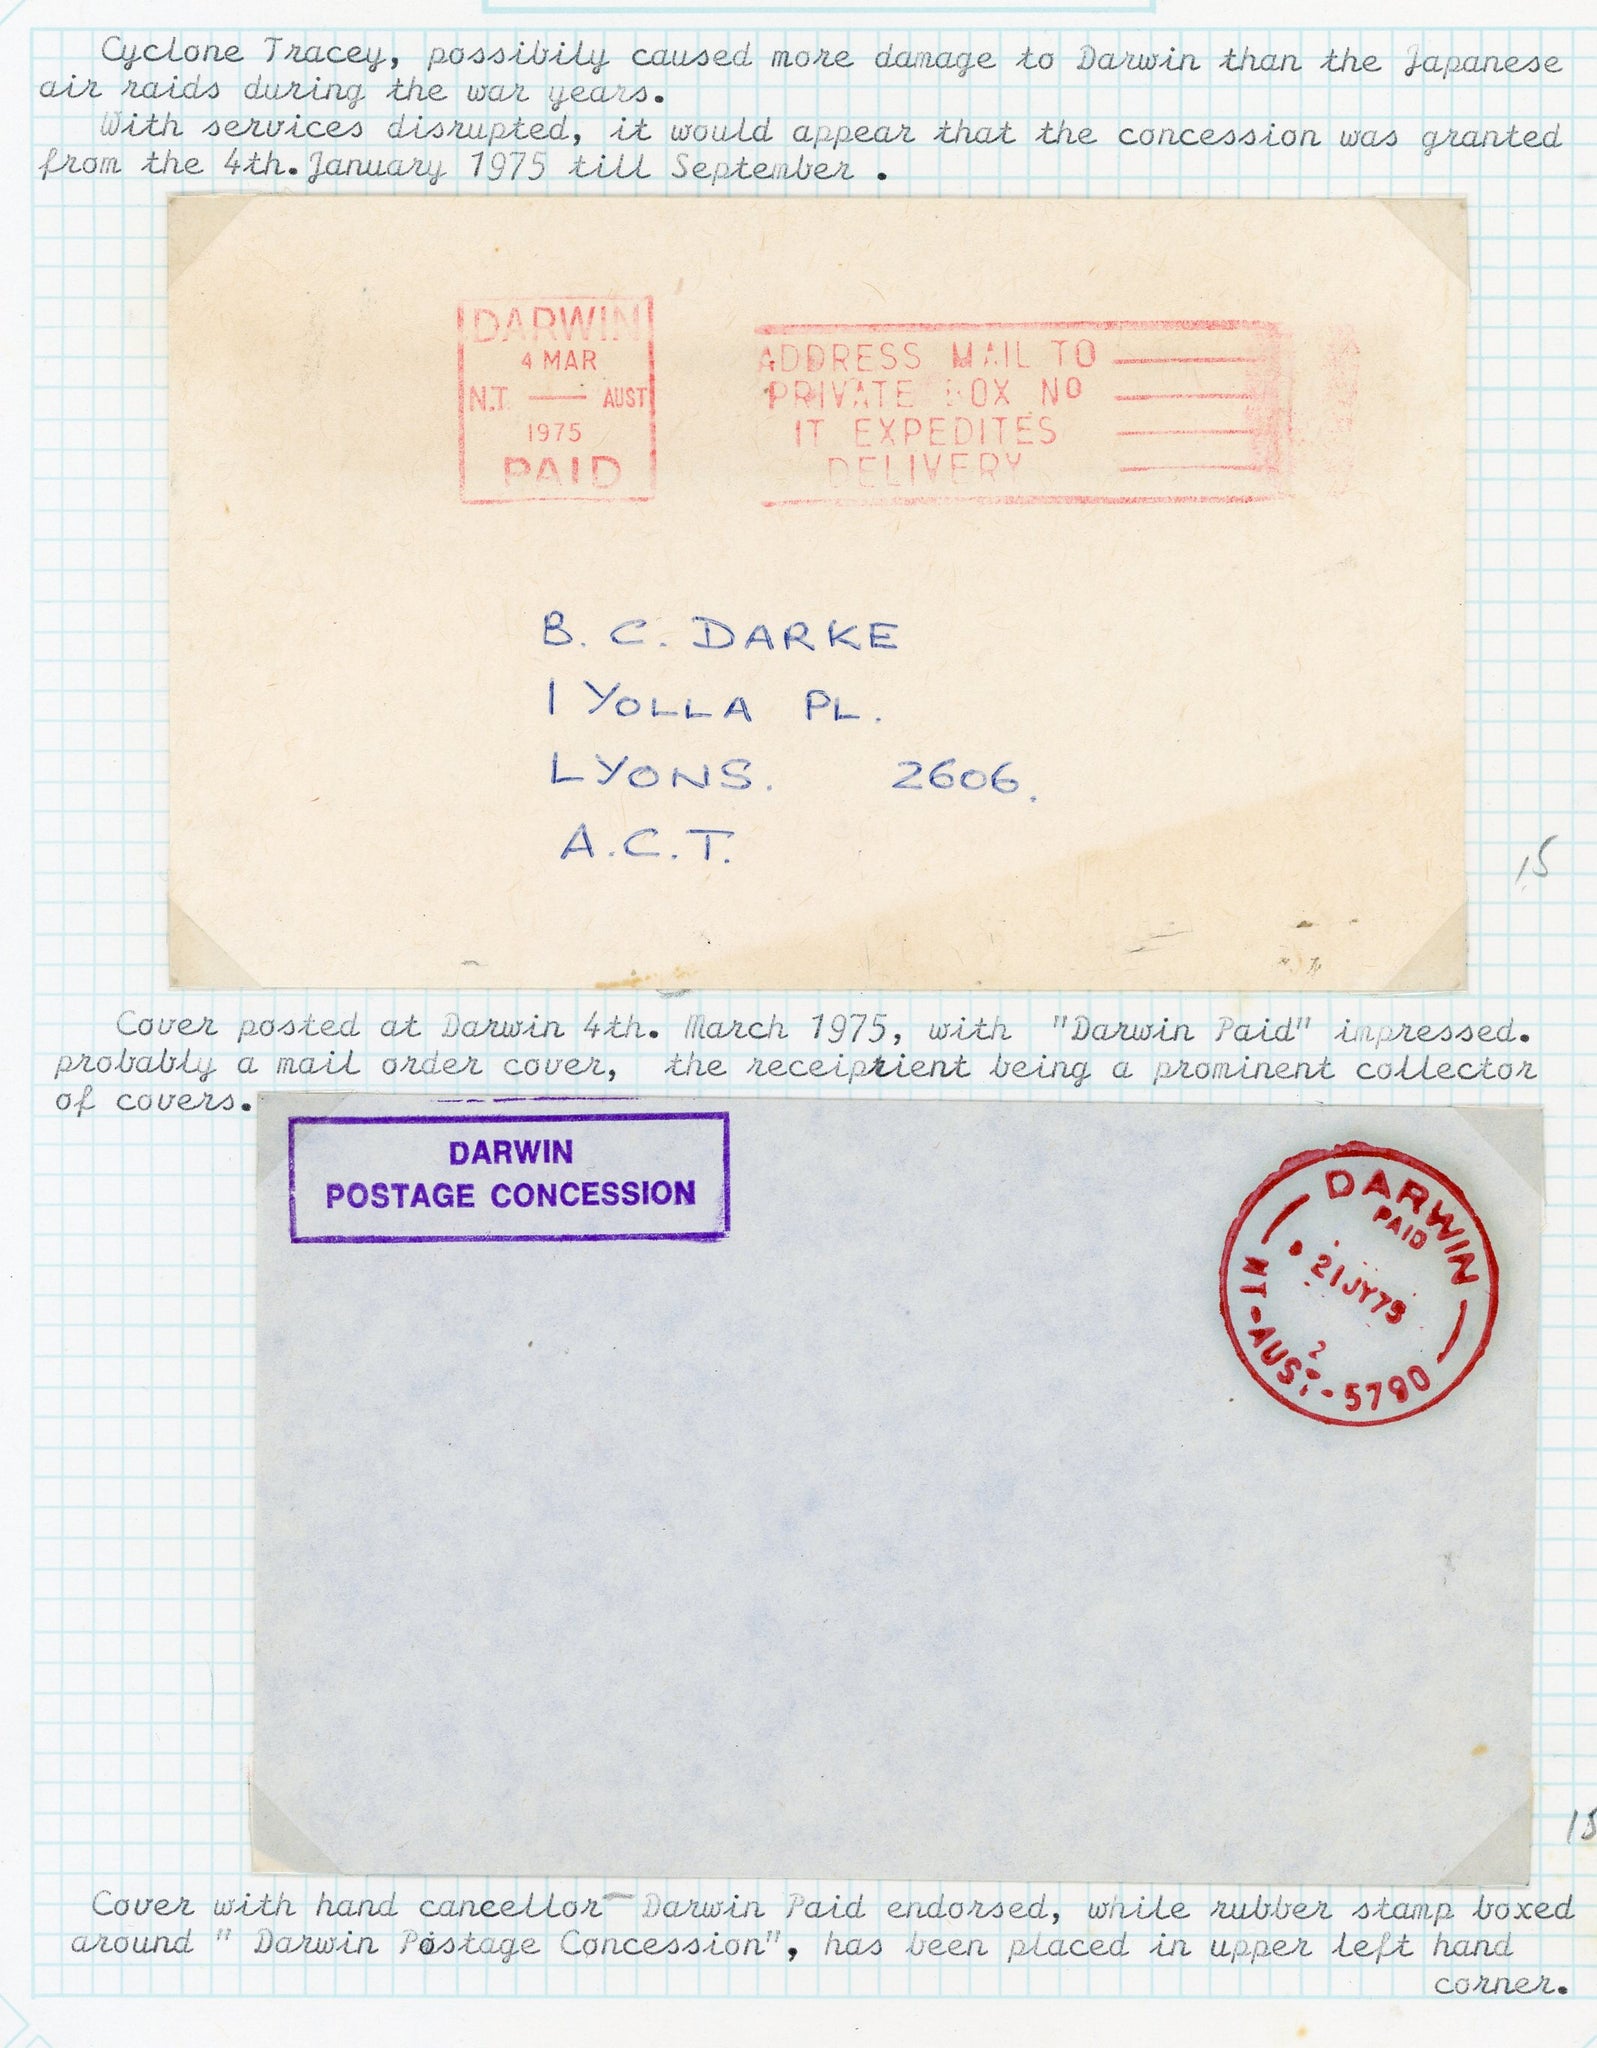 Cyclone Tracey, possibily caused more damage to Darwin than the Japanese
air raids during the war years.
With services disrupted, it would appear that the concession was granted
from the 4th. January 1975 till September .
DARWIN
4 MAR
N.T. AUST
1975
PAID
ADDRESS MAIL TO
PRIVATE BOX Nº
IT EXPEDITES
DELIVERY
B. C. DARKE
1 YOLLA PL.
LYONS. 2606.
A.C.T.
15
Cover posted at Darwin 4th. March 1975, with "Darwin Paid" impressed.
probably a mail order cover, the receiprient being a prominent collector
of covers.
DARWIN
POSTAGE CONCESSION
DARWIN
PAID
21 JY 75
2
NT-AUST.-5790
15
Cover with hand cancellor Darwin Paid endorsed, while rubber stamp boxed
around " Darwin Postage Concession", has been placed in upper left hand
corner.